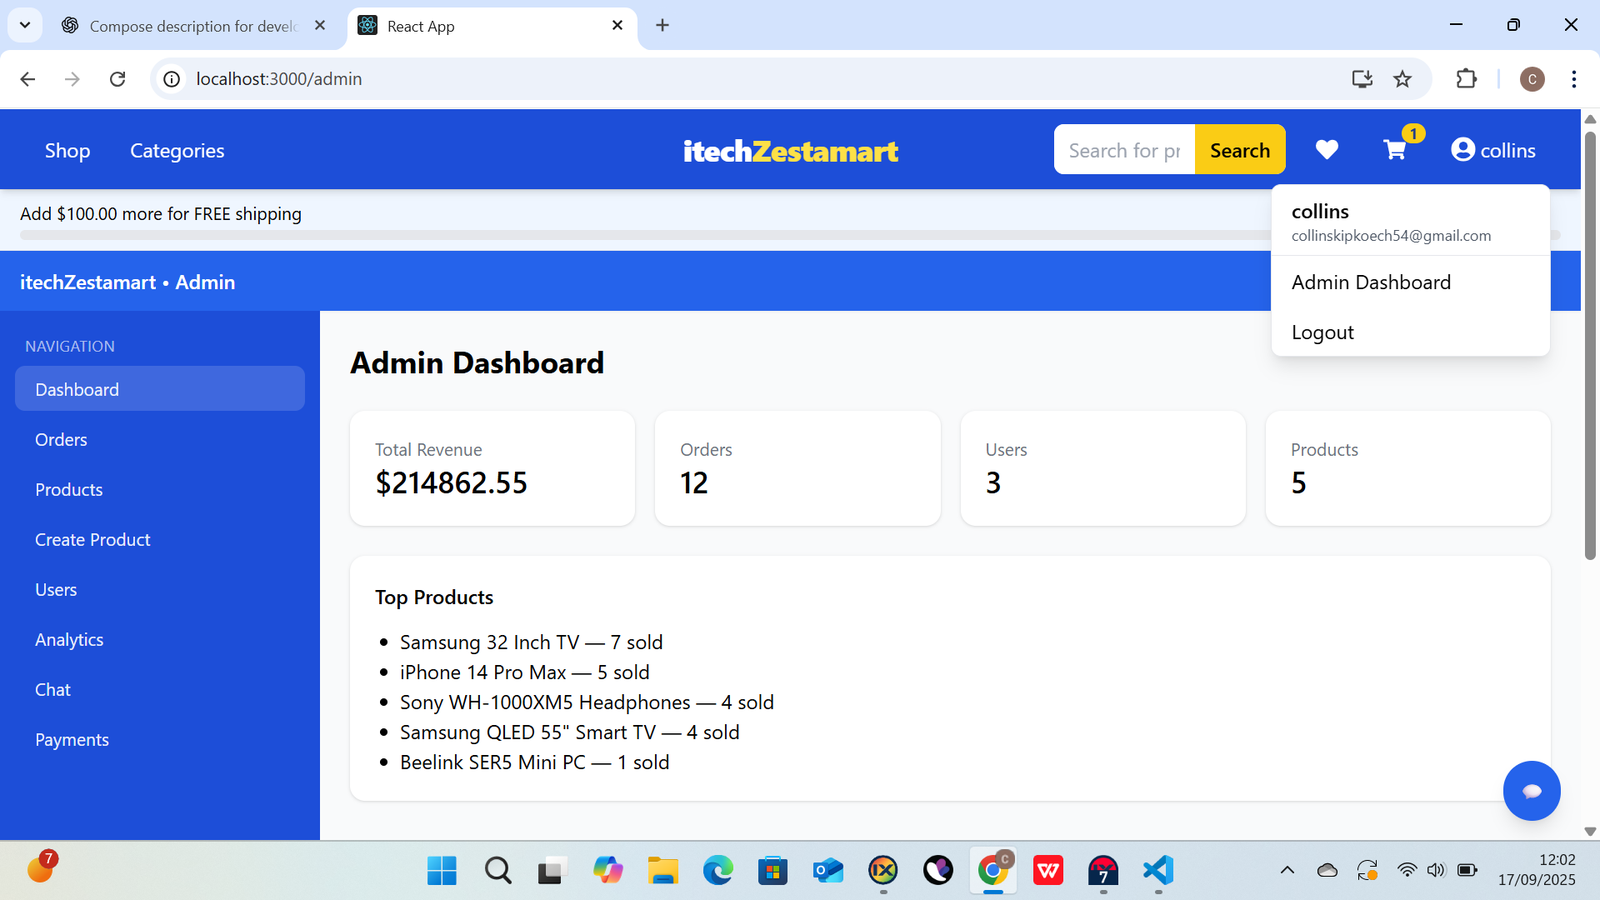 Compose description for develo
React App
localhost:3000/admin
C
Shop
Categories
itechZestamart
Search for pr
Search
1
collins
Add $100.00 more for FREE shipping
collins
collinskipkoech54@gmail.com
Admin Dashboard
Logout
itechZestamart • Admin
NAVIGATION
Dashboard
Orders
Products
Create Product
Users
Analytics
Chat
Payments
Admin Dashboard
Total Revenue
$214862.55
Orders
12
Users
3
Products
5
Top Products
• Samsung 32 Inch TV — 7 sold
• iPhone 14 Pro Max — 5 sold
• Sony WH-1000XM5 Headphones — 4 sold
• Samsung QLED 55" Smart TV — 4 sold
• Beelink SER5 Mini PC — 1 sold
7
IX
C
W
7
12:02
17/09/2025